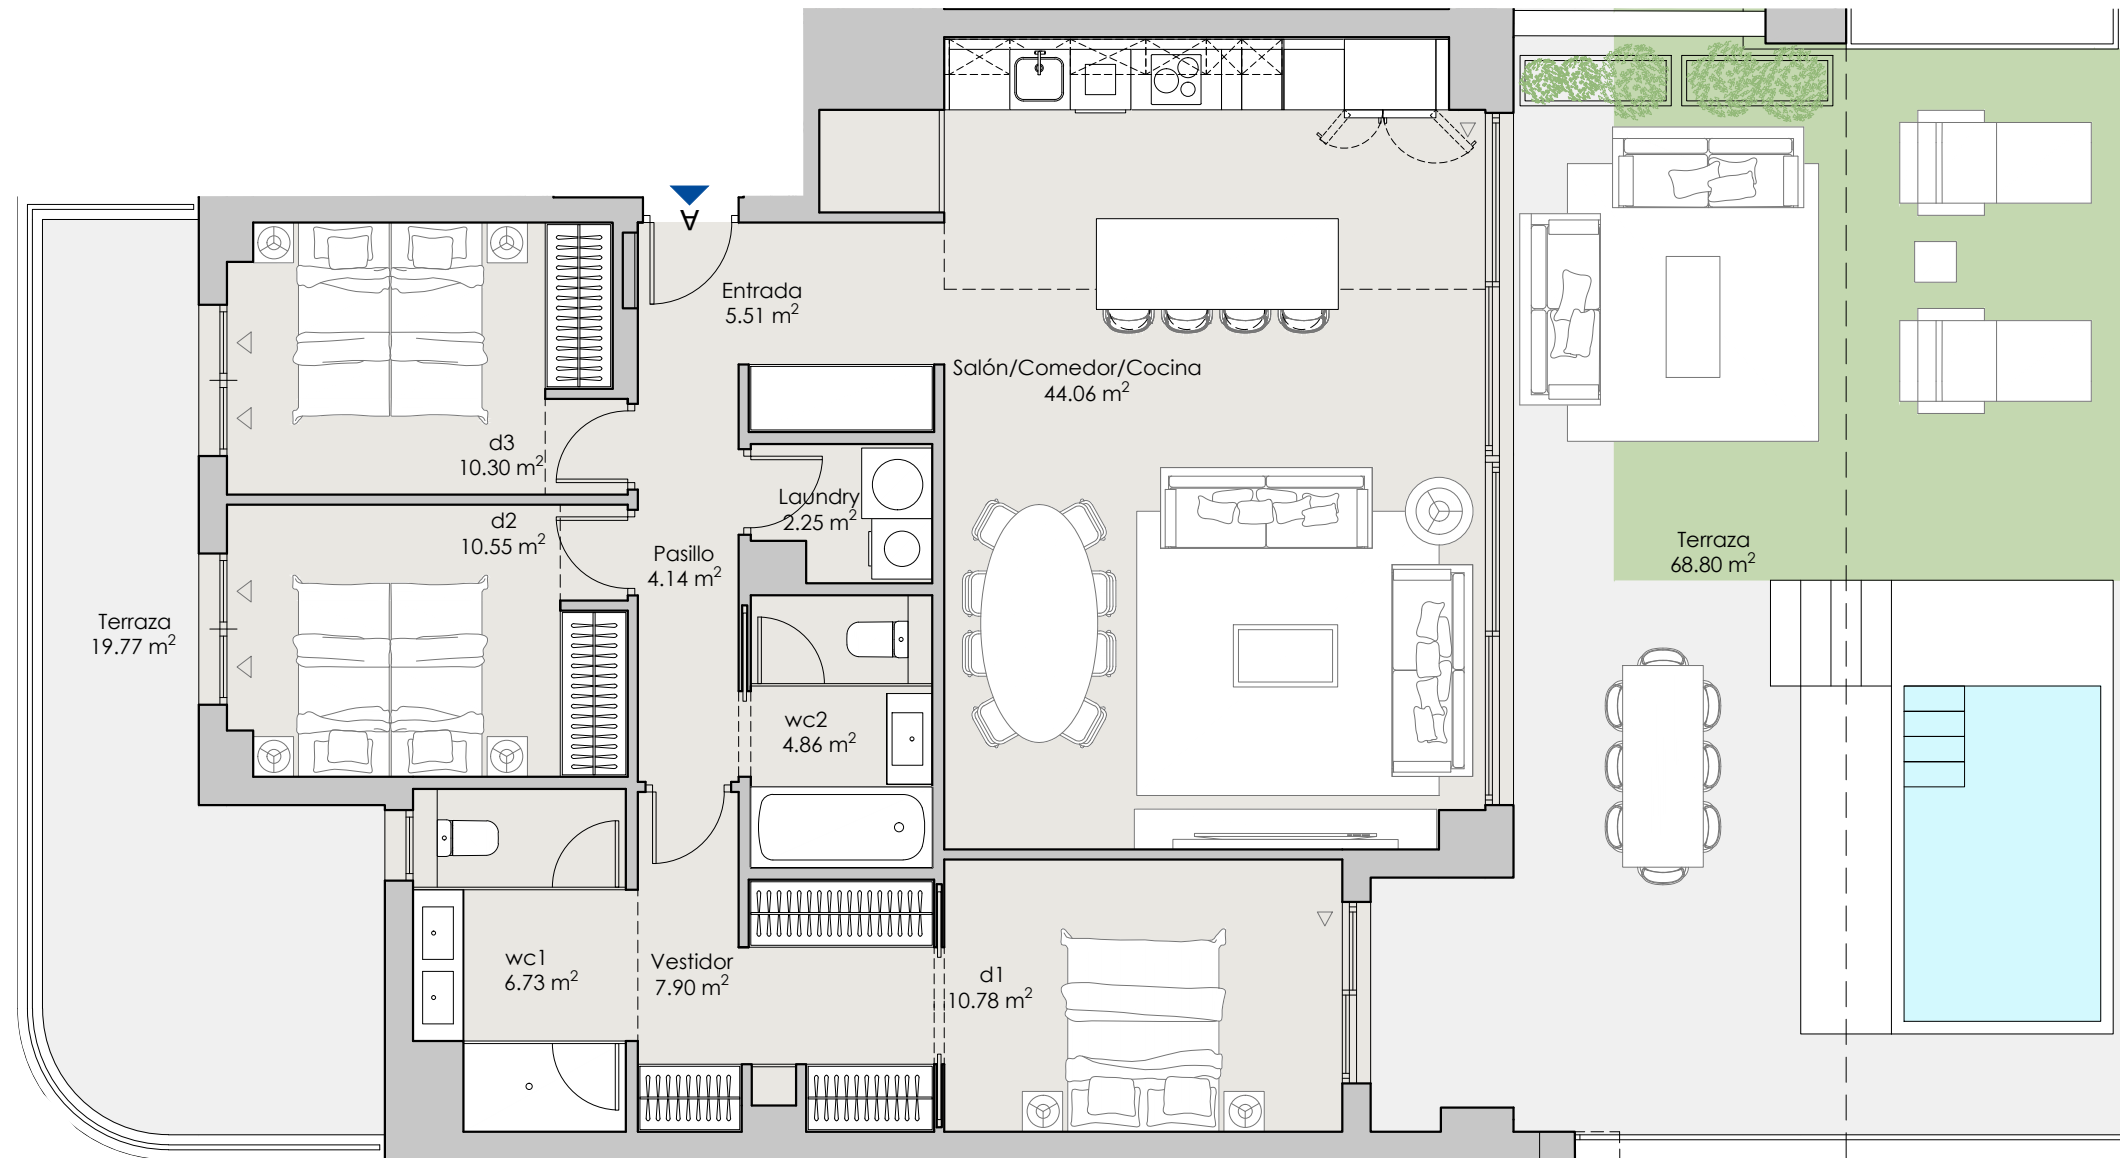 A
Entrada
5.51 m²
Salón/Comedor/Cocina
44.06 m²
d3
10.30 m²
Laundry
2.25 m²
d2
10.55 m²
Pasillo
4.14 m²
Terraza
68.80 m²
Terraza
19.77 m²
wc2
4.86 m²
wc1
6.73 m²
Vestidor
7.90 m²
d1
10.78 m²